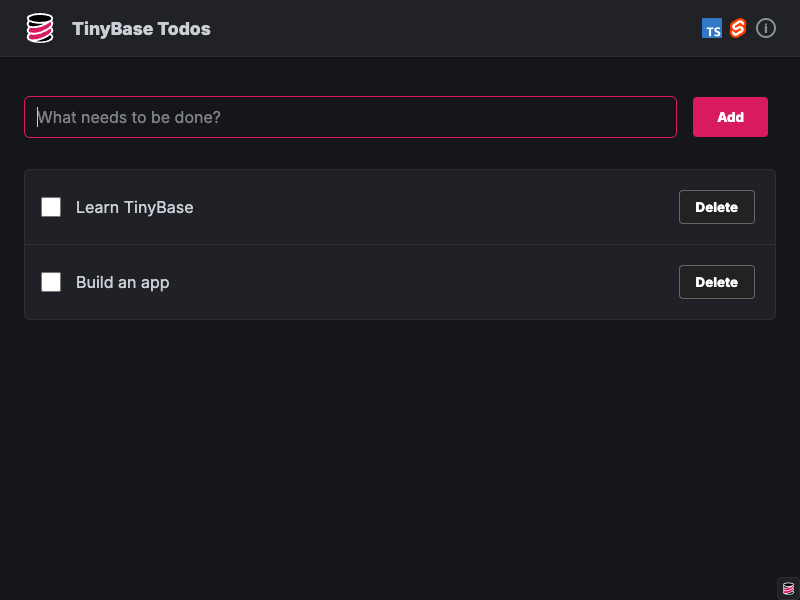 TinyBase Todos
TS
What needs to be done?
Add
Learn TinyBase
Delete
Build an app
Delete